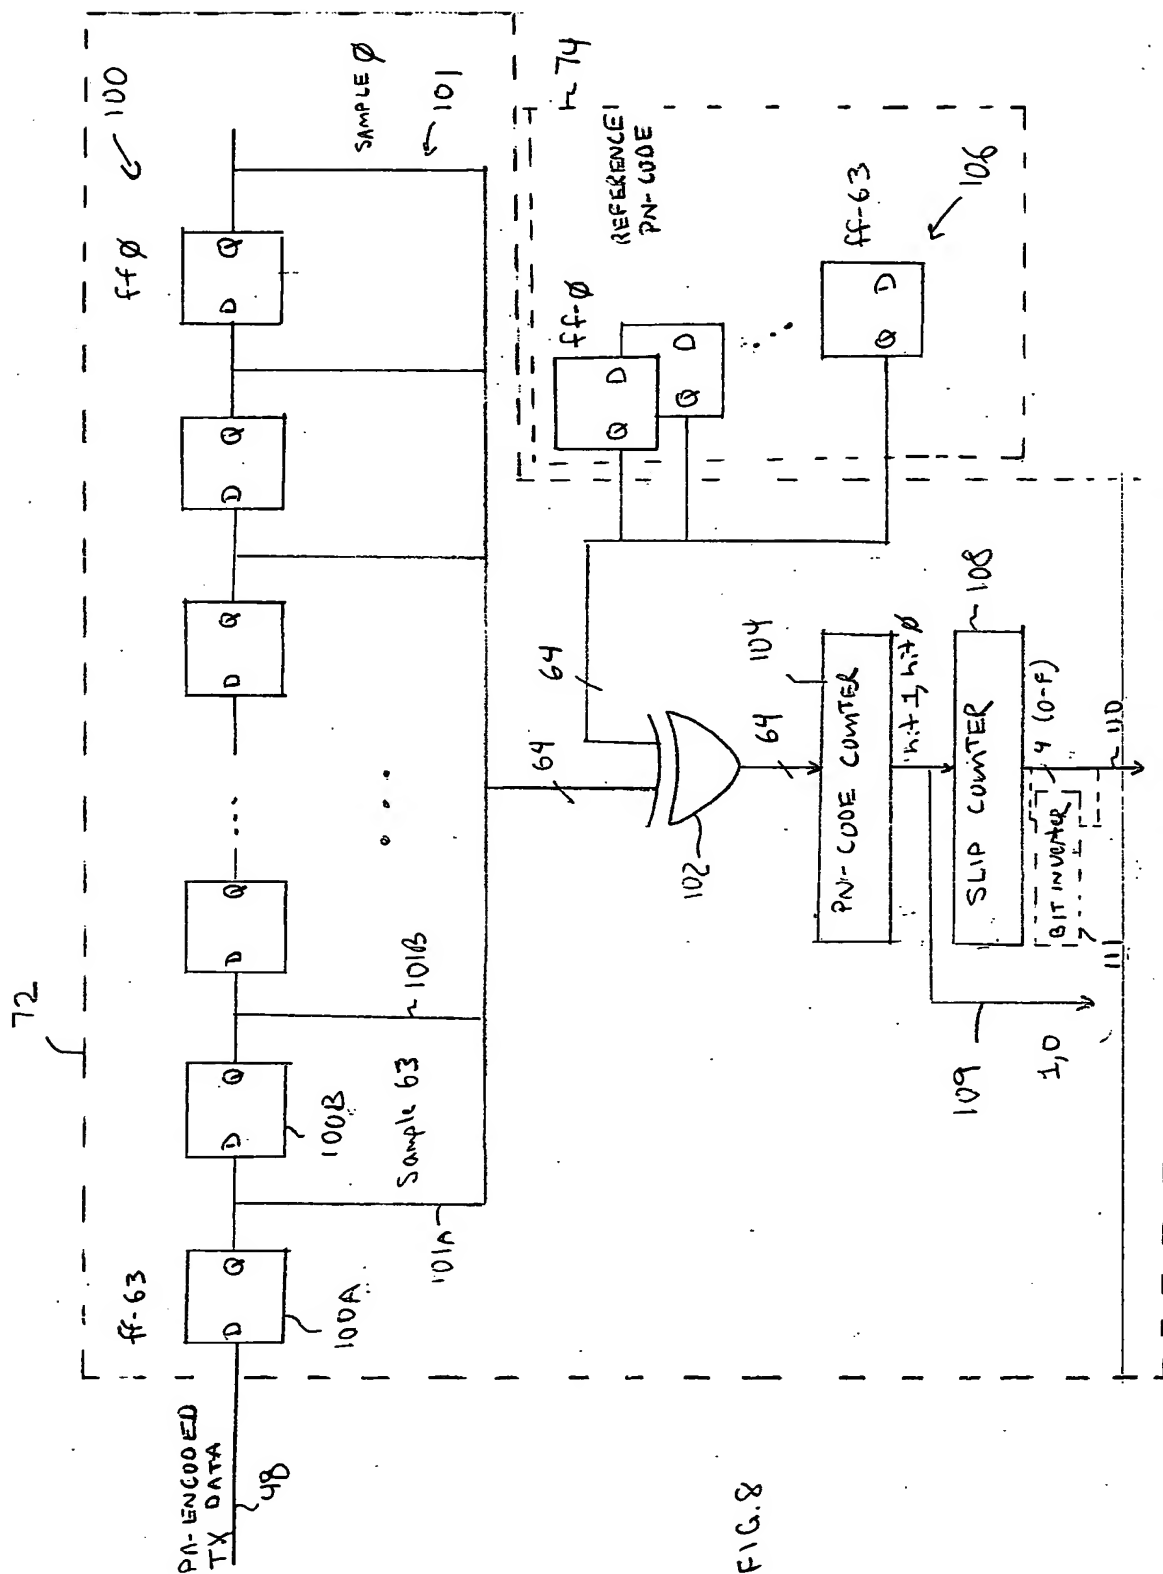 72
100
ff-63
ff Ø
D Q
D Q
D Q
D Q
D Q
D Q
PN-ENCODED
TX DATA
48
100A
100B
101A
101B
Sample 63
SAMPLE Ø
101
74
REFERENCE
PN-CODE
ff-Ø
Q D
Q D
ff-63
Q D
106
64
64
102
64
104
PN-CODE COUNTER
hit 1, hit Ø
108
SLIP COUNTER
109
1,0
4 (0-F)
BIT INVERTER
111
110
FIG.8